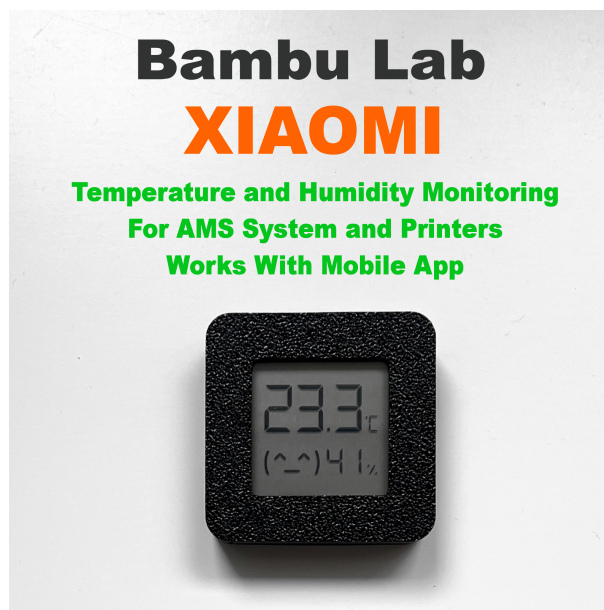 Bambu Lab
XIAOMI
Temperature and Humidity Monitoring
For AMS System and Printers
Works With Mobile App
23.3°C
(^_^) 41%